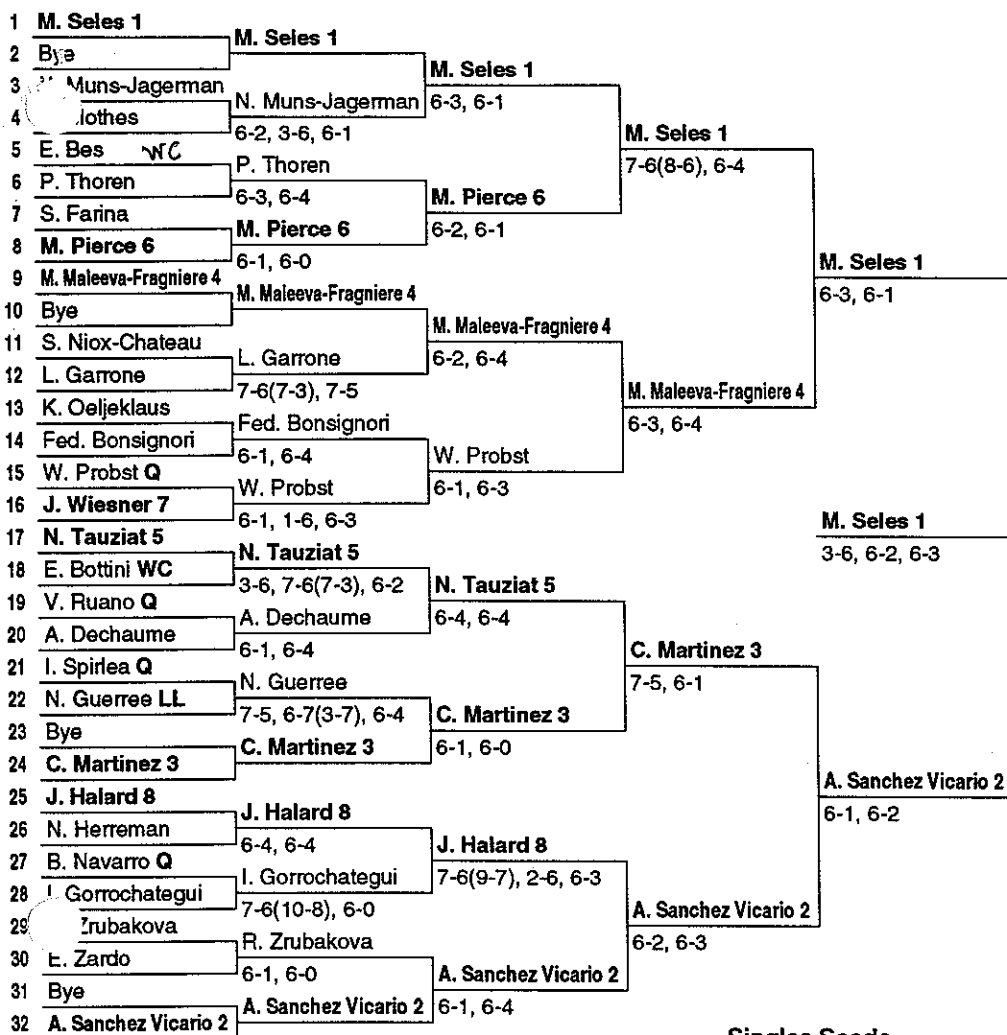 1 M. Seles 1
2 Bye
3 Muns-Jagerman
4
5 E. Bes WC
6 P. Thoren
7 S. Farina
8 M. Pierce 6
9 M. Maleeva-Fragniere 4
10 Bye
11 S. Niox-Chateau
12 L. Garrone
13 K. Oeljeklaus
14 Fed. Bonsignori
15 W. Probst Q
16 J. Wiesner 7
17 N. Tauziat 5
18 E. Bottini WC
19 V. Ruano Q
20 A. Dechaume
21 I. Spirlea Q
22 N. Guerree LL
23 Bye
24 C. Martinez 3
25 J. Halard 8
26 N. Herreman
27 B. Navarro Q
28 I. Gorrochategui
29 Zrubakova
30 E. Zardo
31 Bye
32 A. Sanchez Vicario 2
M. Seles 1
N. Muns-Jagerman
6-2, 3-6, 6-1
P. Thoren
6-3, 6-4
M. Pierce 6
6-1, 6-0
M. Maleeva-Fragniere 4
L. Garrone
7-6(7-3), 7-5
Fed. Bonsignori
6-1, 6-4
W. Probst
6-1, 1-6, 6-3
N. Tauziat 5
3-6, 7-6(7-3), 6-2
A. Dechaume
6-1, 6-4
N. Guerree
7-5, 6-7(3-7), 6-4
C. Martinez 3
J. Halard 8
6-4, 6-4
I. Gorrochategui
7-6(10-8), 6-0
R. Zrubakova
6-1, 6-0
A. Sanchez Vicario 2
M. Seles 1
6-3, 6-1
M. Pierce 6
6-2, 6-1
M. Maleeva-Fragniere 4
6-2, 6-4
W. Probst
6-1, 6-3
N. Tauziat 5
6-4, 6-4
C. Martinez 3
6-1, 6-0
J. Halard 8
7-6(9-7), 2-6, 6-3
A. Sanchez Vicario 2
6-1, 6-4
M. Seles 1
7-6(8-6), 6-4
M. Maleeva-Fragniere 4
6-3, 6-4
C. Martinez 3
7-5, 6-1
A. Sanchez Vicario 2
6-2, 6-3
M. Seles 1
6-3, 6-1
A. Sanchez Vicario 2
6-1, 6-2
M. Seles 1
3-6, 6-2, 6-3